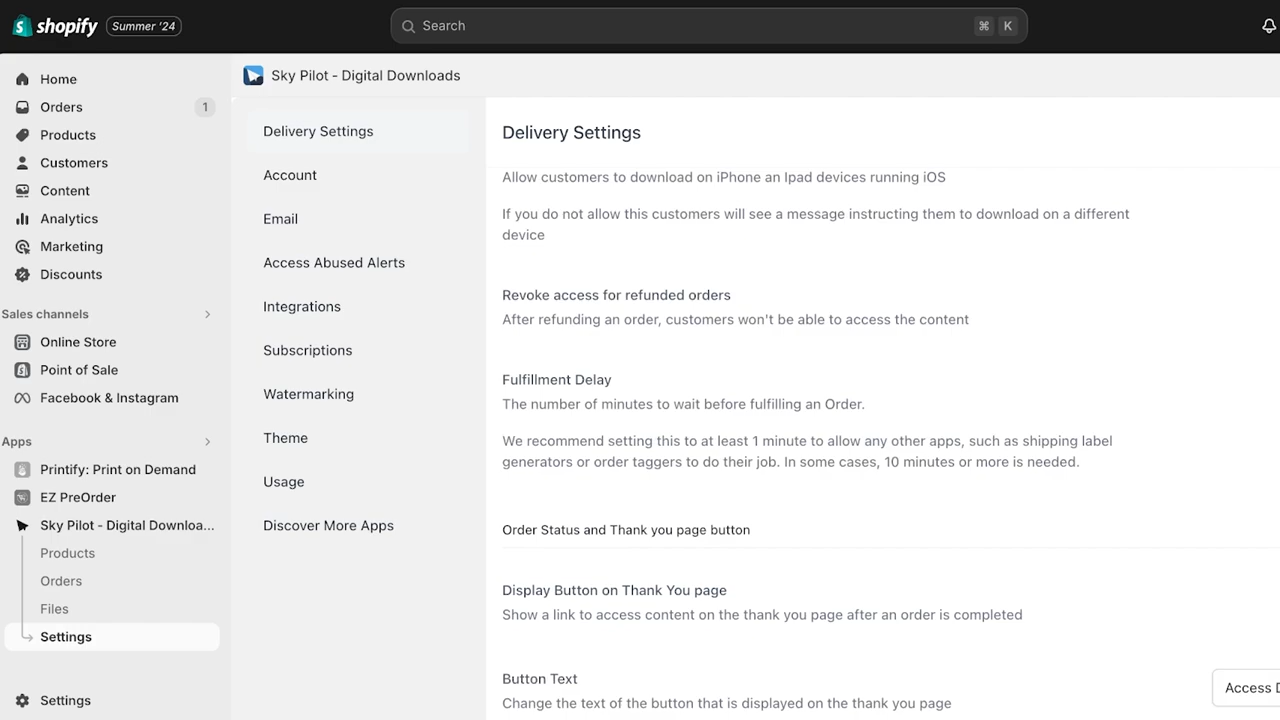 shopify Summer '24
Search
⌘ K
Home
Orders 1
Products
Customers
Content
Analytics
Marketing
Discounts
Sales channels
Online Store
Point of Sale
Facebook & Instagram
Apps
Printify: Print on Demand
EZ PreOrder
Sky Pilot - Digital Downloa...
Products
Orders
Files
Settings
Settings
Sky Pilot - Digital Downloads
Delivery Settings
Account
Email
Access Abused Alerts
Integrations
Subscriptions
Watermarking
Theme
Usage
Discover More Apps
Delivery Settings
Allow customers to download on iPhone an Ipad devices running iOS
If you do not allow this customers will see a message instructing them to download on a different
device
Revoke access for refunded orders
After refunding an order, customers won't be able to access the content
Fulfillment Delay
The number of minutes to wait before fulfilling an Order.
We recommend setting this to at least 1 minute to allow any other apps, such as shipping label
generators or order taggers to do their job. In some cases, 10 minutes or more is needed.
Order Status and Thank you page button
Display Button on Thank You page
Show a link to access content on the thank you page after an order is completed
Button Text
Change the text of the button that is displayed on the thank you page
Access D